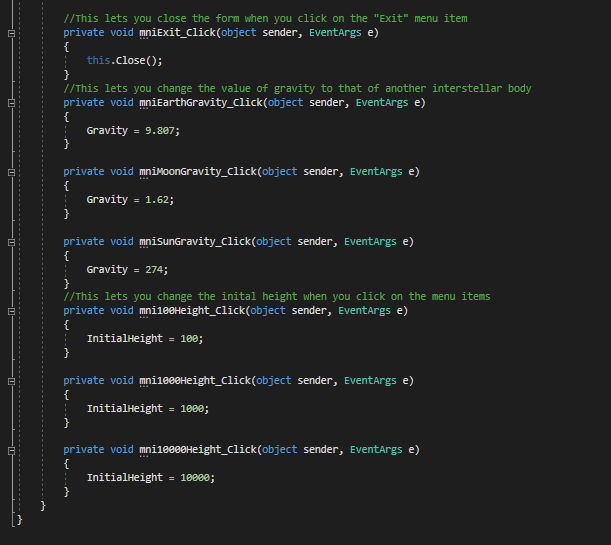 //This lets you close the form when you click on the "Exit" menu item
private void mniExit_Click(object sender, EventArgs e)
{
this.Close();
}
//This lets you change the value of gravity to that of another interstellar body
private void mniEarthGravity_Click(object sender, EventArgs e)
{
Gravity = 9.807;
}
private void mniMoonGravity_Click(object sender, EventArgs e)
{
Gravity = 1.62;
}
private void mniSunGravity_Click(object sender, EventArgs e)
{
Gravity = 274;
}
//This lets you change the inital height when you click on the menu items
private void mni100Height_Click(object sender, EventArgs e)
{
InitialHeight = 100;
}
private void mni1000Height_Click(object sender, EventArgs e)
{
InitialHeight = 1000;
}
private void mni10000Height_Click(object sender, EventArgs e)
{
InitialHeight = 10000;
}
}
}